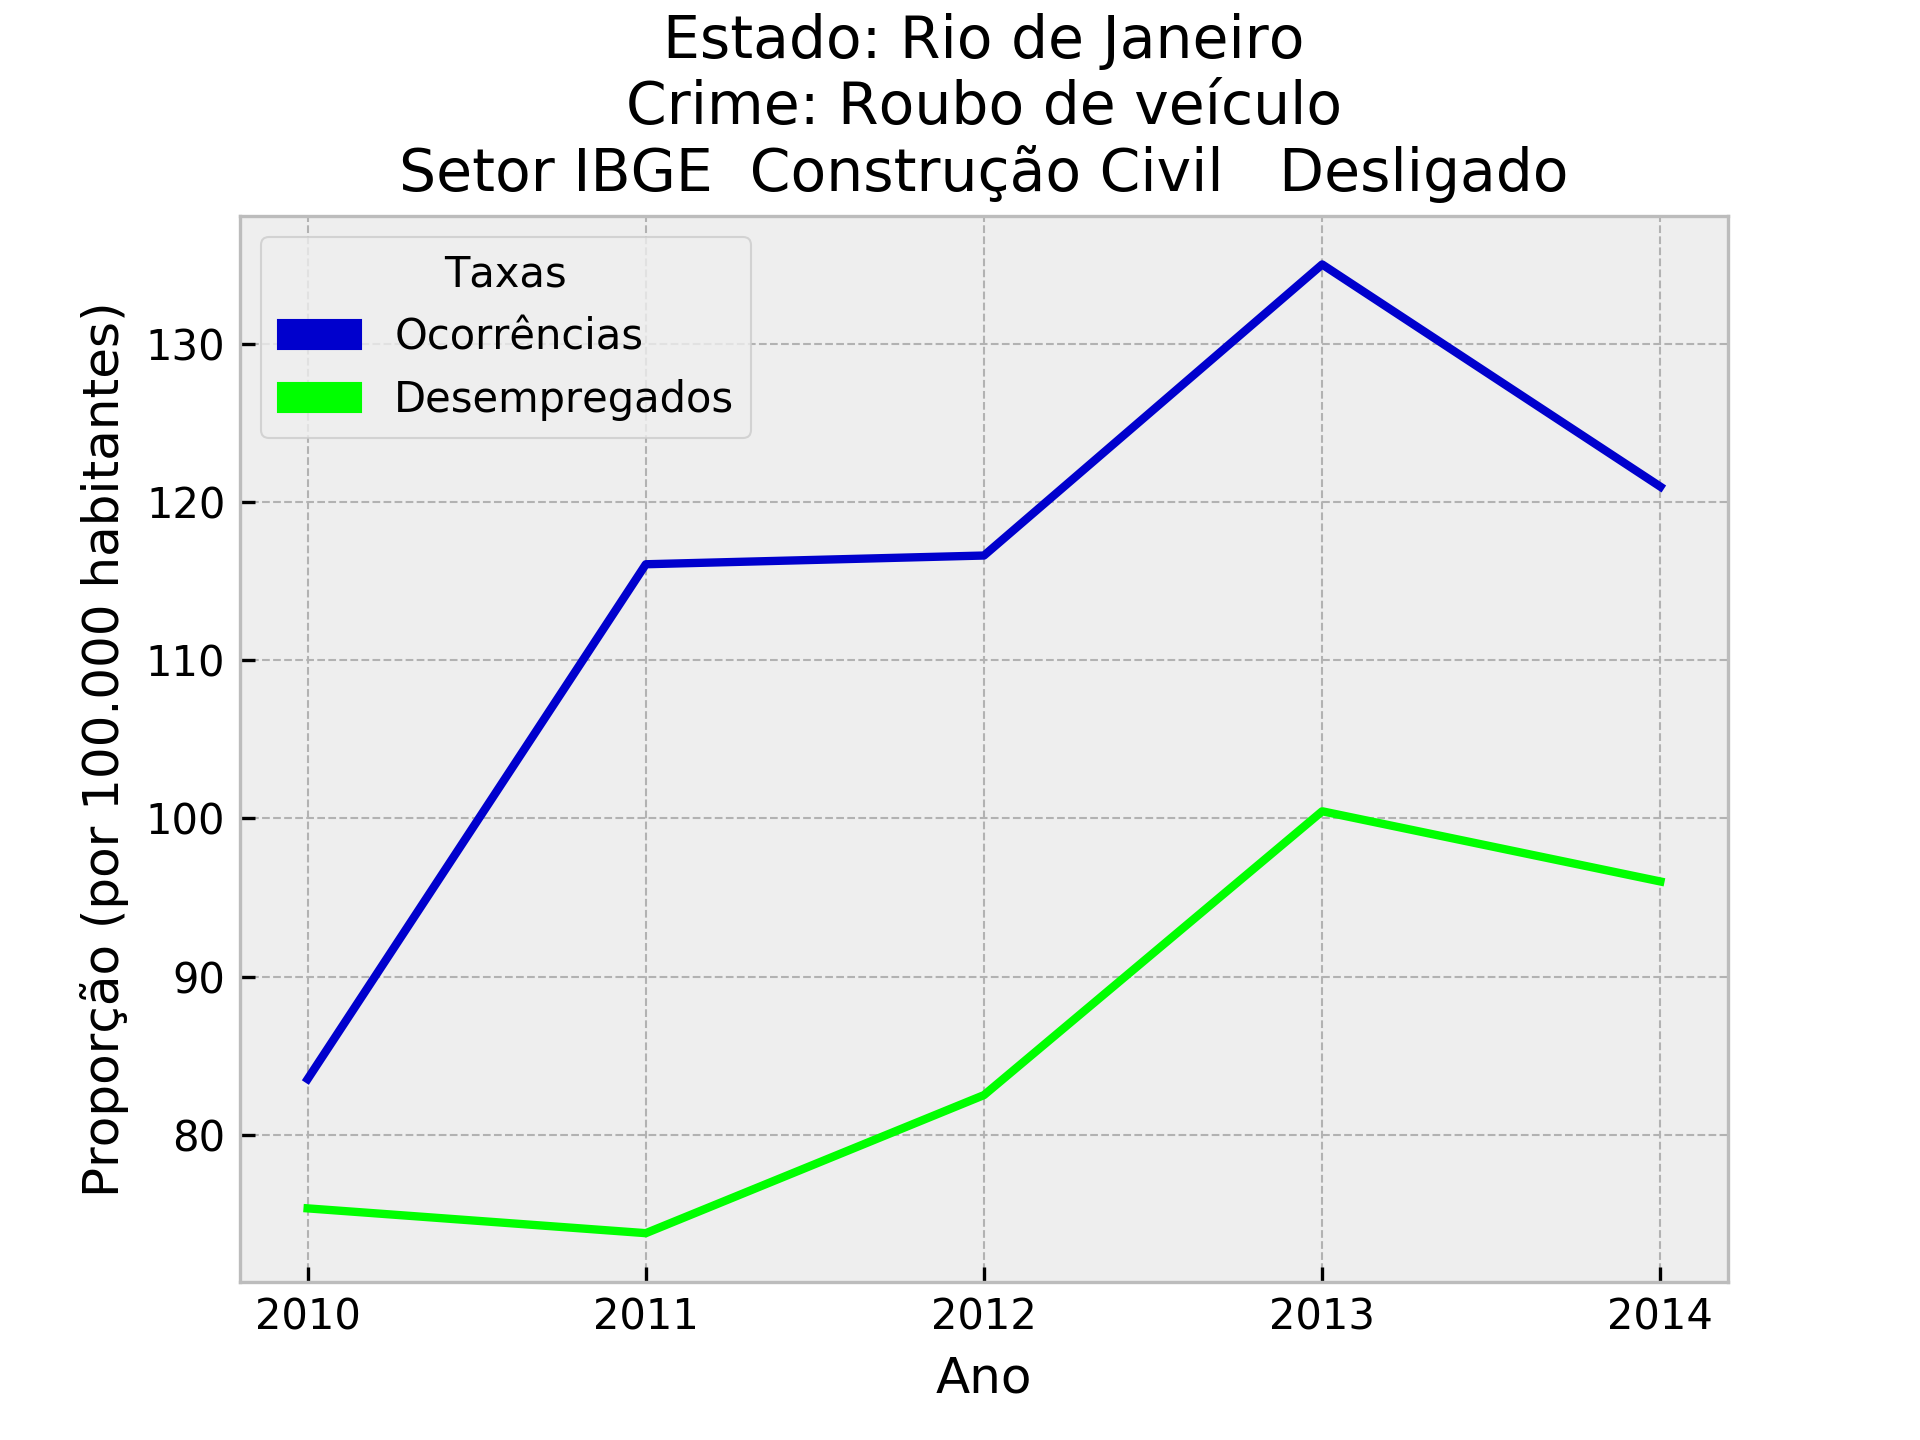 Estado: Rio de Janeiro
Crime: Roubo de veículo
Setor IBGE  Construção Civil   Desligado
Taxas
Ocorrências
Desempregados
Proporção (por 100.000 habitantes)
130
120
110
100
90
80
2010
2011
2012
2013
2014
Ano